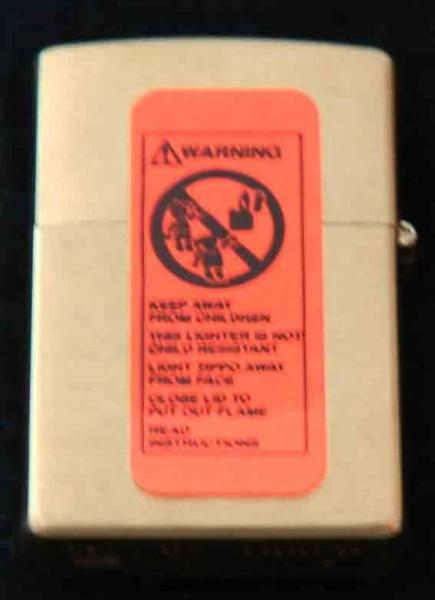 WARNING
KEEP AWAY
FROM CHILDREN
THIS LIGHTER IS NOT
CHILD RESISTANT
LIGHT ZIPPO AWAY
FROM FACE
CLOSE LID TO
PUT OUT FLAME
READ
INSTRUCTIONS